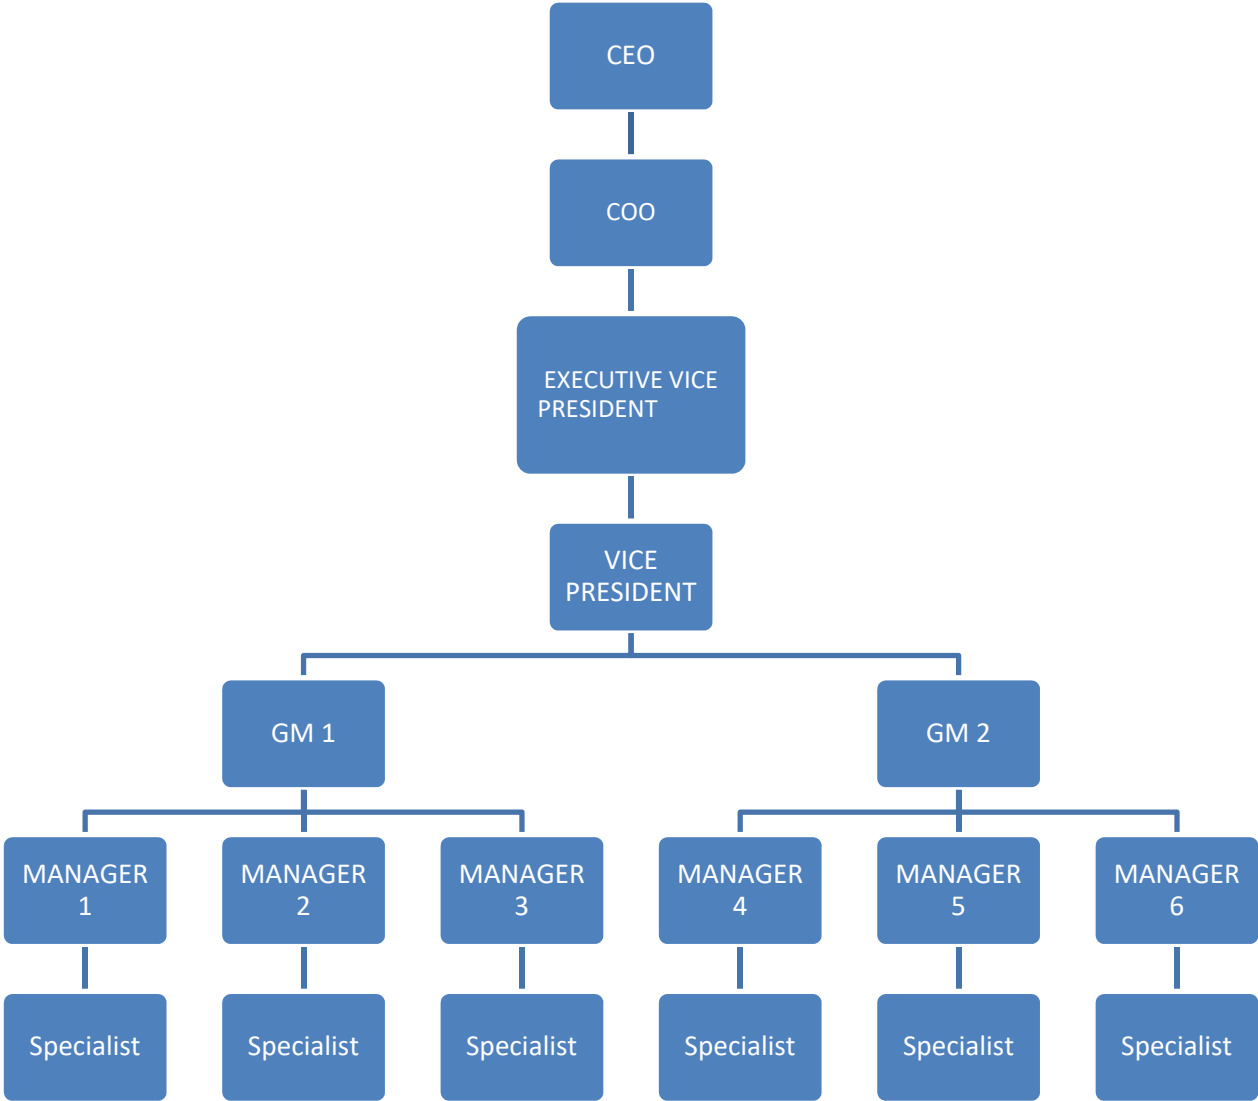 CEO
COO
EXECUTIVE VICE
PRESIDENT
VICE
PRESIDENT
GM 1
GM 2
MANAGER
1
MANAGER
2
MANAGER
3
MANAGER
4
MANAGER
5
MANAGER
6
Specialist
Specialist
Specialist
Specialist
Specialist
Specialist